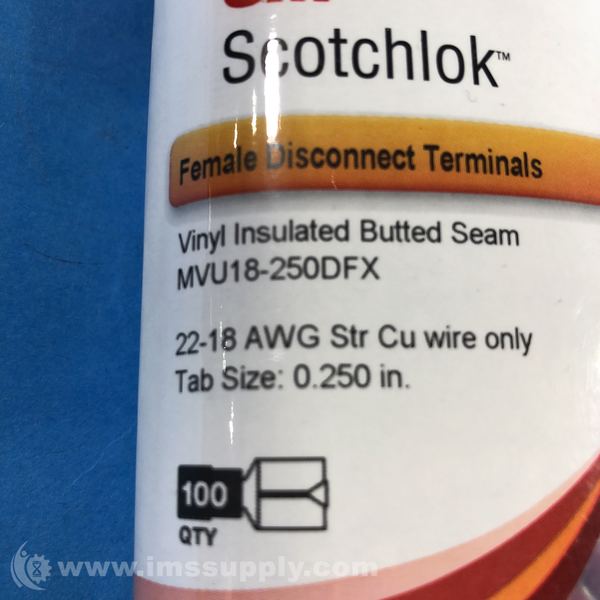 Scotchlok™
Female Disconnect Terminals
Vinyl Insulated Butted Seam
MVU18-250DFX
22-18 AWG Str Cu wire only
Tab Size: 0.250 in.
100
QTY
www.imssupply.com